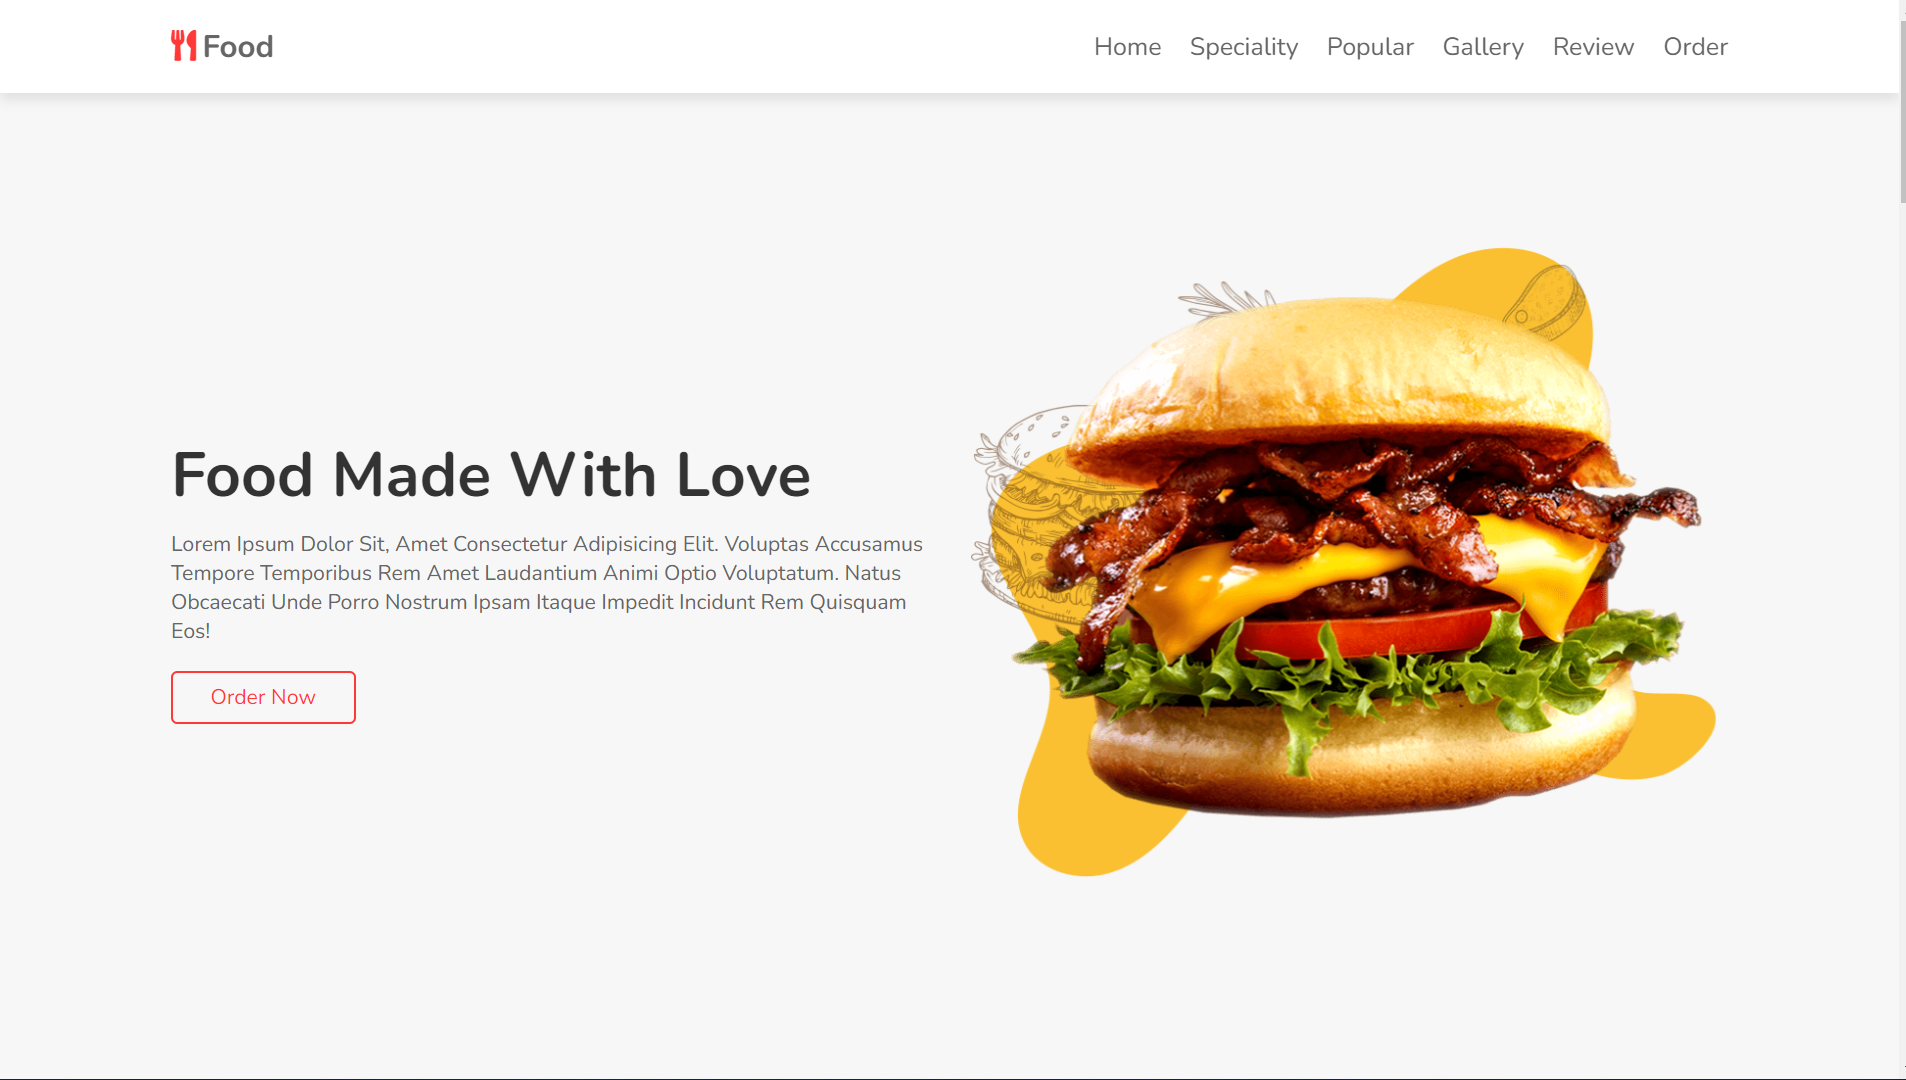 Food
Home Speciality Popular Gallery Review Order
Food Made With Love
Lorem Ipsum Dolor Sit, Amet Consectetur Adipisicing Elit. Voluptas Accusamus
Tempore Temporibus Rem Amet Laudantium Animi Optio Voluptatum. Natus
Obcaecati Unde Porro Nostrum Ipsam Itaque Impedit Incidunt Rem Quisquam
Eos!
Order Now